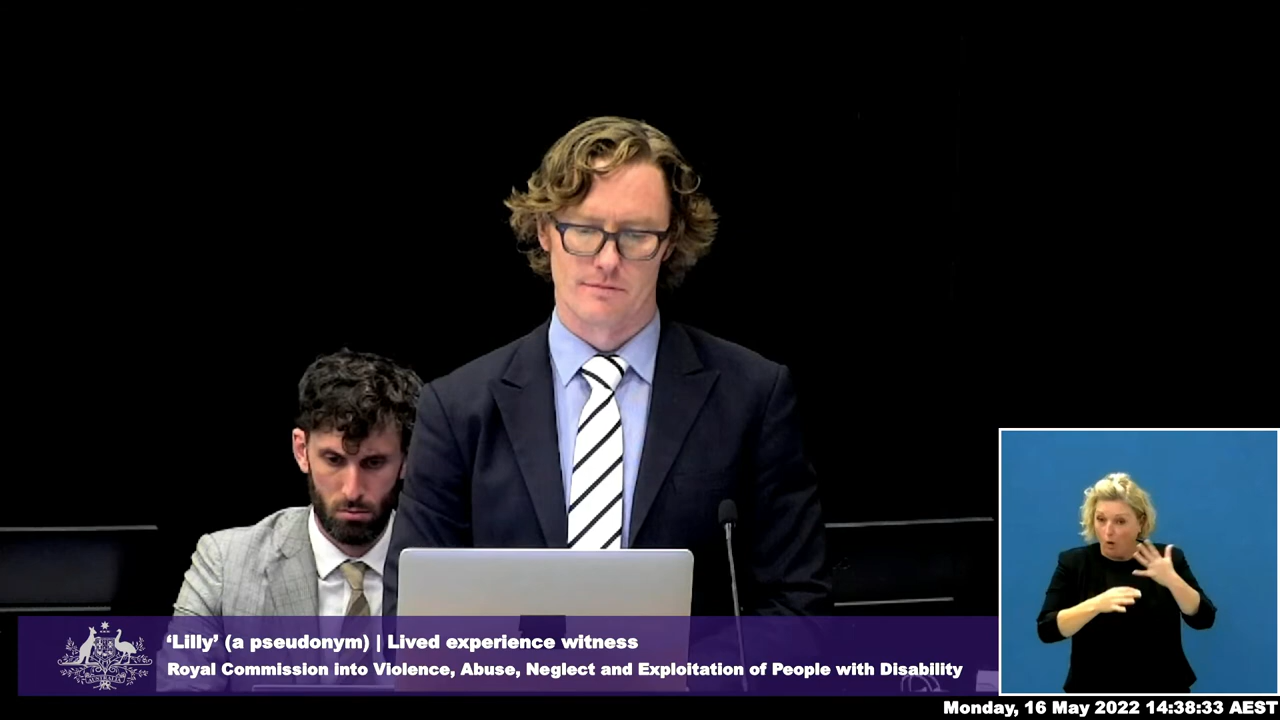 ‘Lilly’ (a pseudonym) | Lived experience witness
Royal Commission into Violence, Abuse, Neglect and Exploitation of People with Disability
Monday, 16 May 2022 14:38:33 AEST